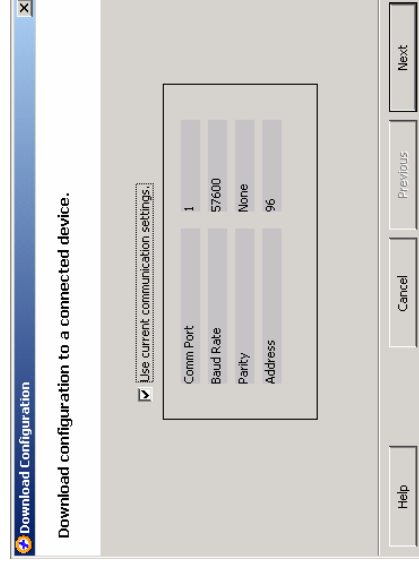 Download Configuration
Download configuration to a connected device.
Use current communication settings.
Comm Port 1
Baud Rate 57600
Parity None
Address 96
Help Cancel Previous Next